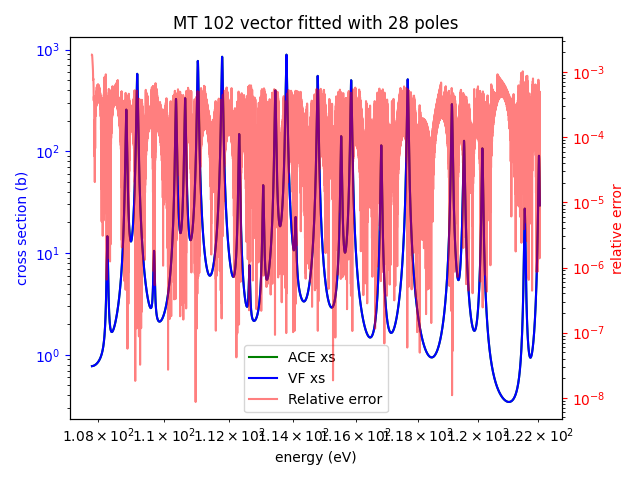 MT 102 vector fitted with 28 poles
10³
10²
10¹
10⁰
cross section (b)
10⁻³
10⁻⁴
10⁻⁵
10⁻⁶
10⁻⁷
10⁻⁸
relative error
ACE xs
VF xs
Relative error
1.08 × 10² 1.1 × 10² 1.12 × 10² 1.14 × 10² 1.16 × 10² 1.18 × 10² 1.2 × 10² 1.22 × 10²
energy (eV)